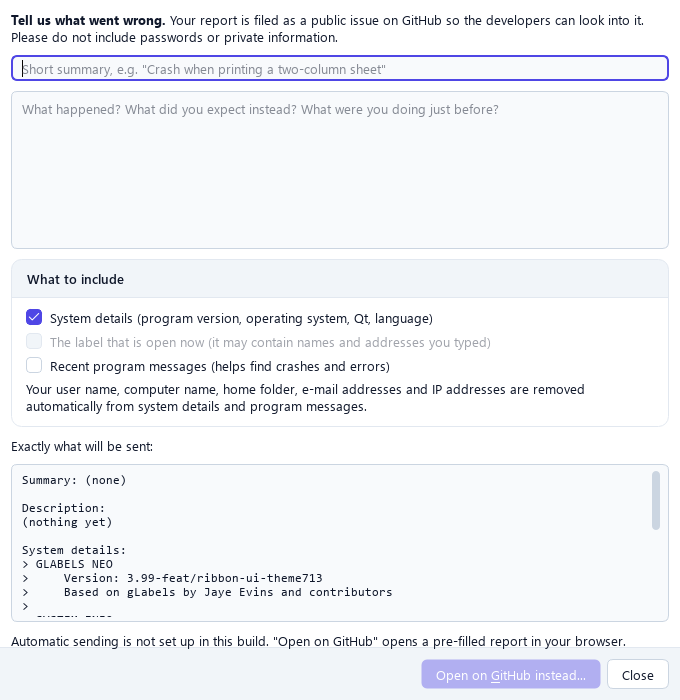 Tell us what went wrong. Your report is filed as a public issue on GitHub so the developers can look into it.
Please do not include passwords or private information.
Short summary, e.g. "Crash when printing a two-column sheet"
What happened? What did you expect instead? What were you doing just before?
What to include
System details (program version, operating system, Qt, language)
The label that is open now (it may contain names and addresses you typed)
Recent program messages (helps find crashes and errors)
Your user name, computer name, home folder, e-mail addresses and IP addresses are removed
automatically from system details and program messages.
Exactly what will be sent:
Summary: (none)
Description:
(nothing yet)
System details:
> GLABELS NEO
>     Version: 3.99-feat/ribbon-ui-theme713
>     Based on gLabels by Jaye Evins and contributors
>
Automatic sending is not set up in this build. "Open on GitHub" opens a pre-filled report in your browser.
Open on GitHub instead...
Close